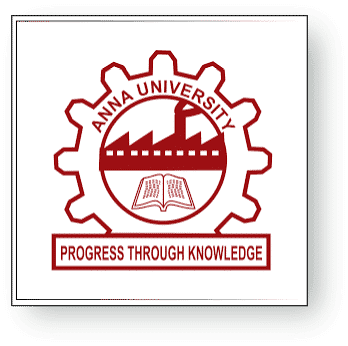 ANNA UNIVERSITY
PROGRESS THROUGH KNOWLEDGE